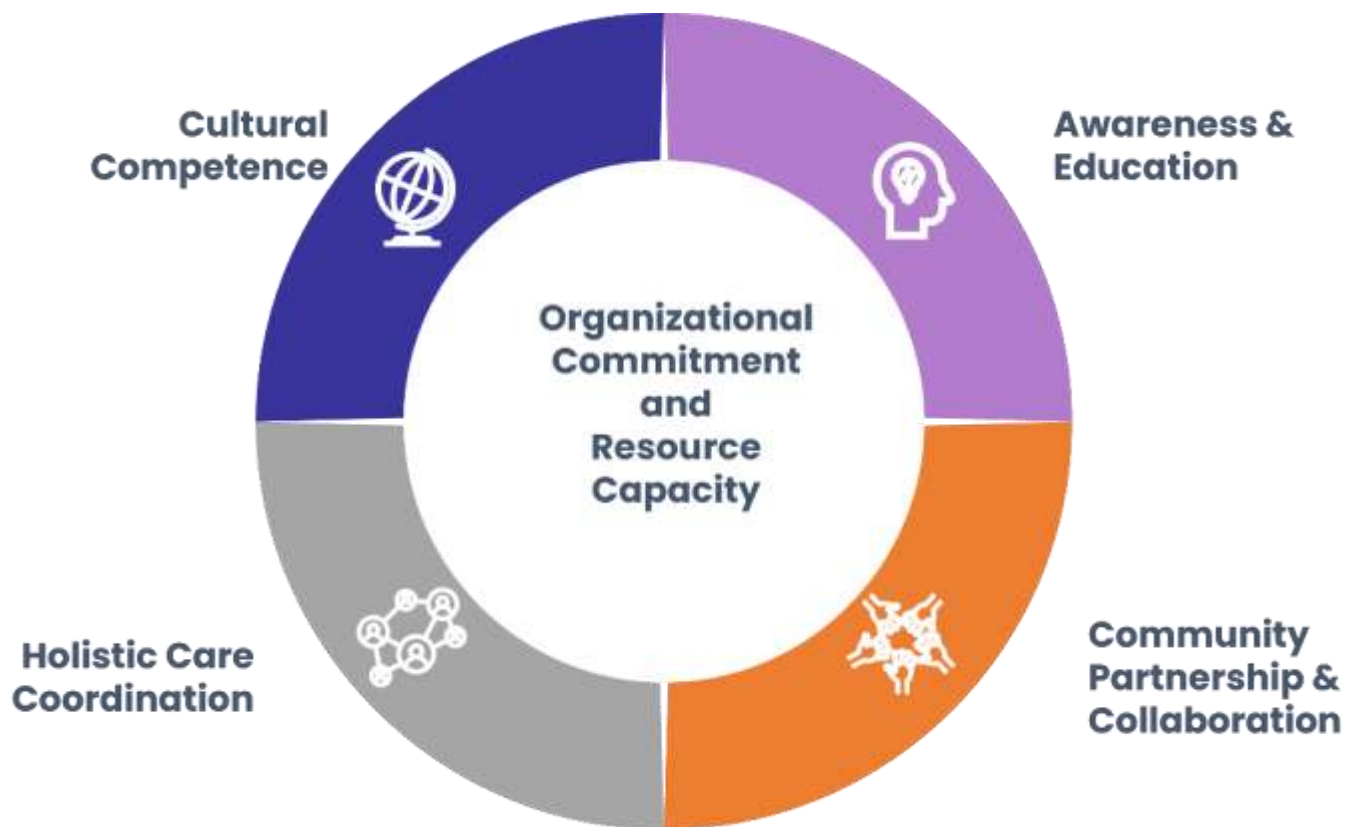 Cultural
Competence
Awareness &
Education
Organizational
Commitment
and
Resource
Capacity
Holistic Care
Coordination
Community
Partnership &
Collaboration